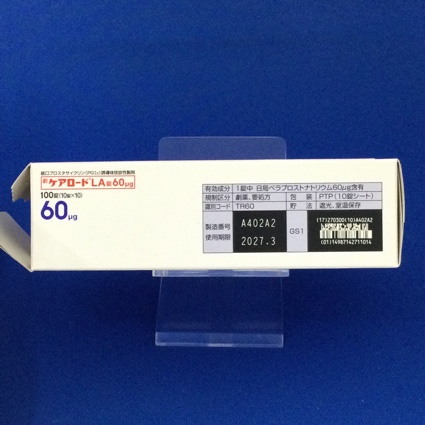 経口プロスタサイクリン(PGI₂)誘導体徐放性製剤
劇 ケアロードLA錠60μg
100錠(10錠×10)
60μg
有効成分 1錠中 日局ベラプロストナトリウム60μg含有
規制区分 劇薬、要処方 包装 PTP(10錠シート)
識別コード TR60 貯法 遮光、室温保存
製造番号 A402A2
使用期限 2027.3
GS1
(17)270300(10)A402A2
(01)14987142711014